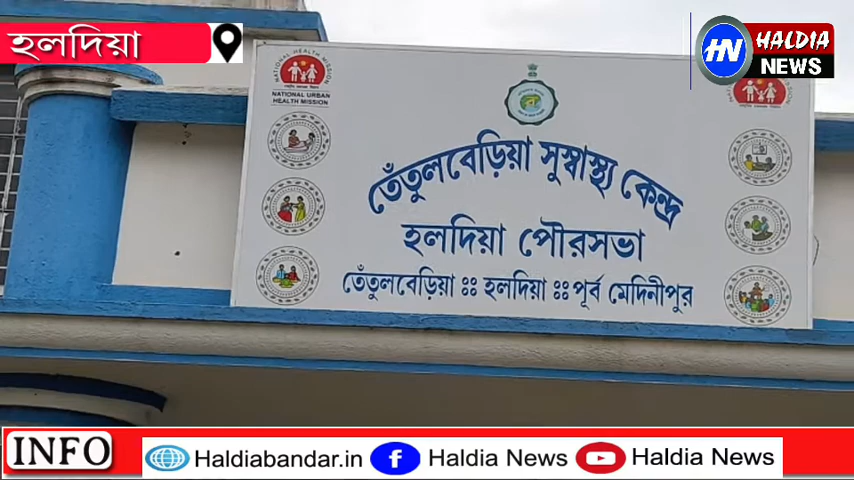 হলদিয়া
HN HALDIA
NEWS
NATIONAL HEALTH MISSION
NATIONAL URBAN
HEALTH MISSION
তেঁতুলবেড়িয়া সুস্বাস্থ্য কেন্দ্র
হলদিয়া পৌরসভা
তেঁতুলবেড়িয়া :: হলদিয়া :: পূর্ব মেদিনীপুর
INFO Haldiabandar.in Haldia News Haldia News